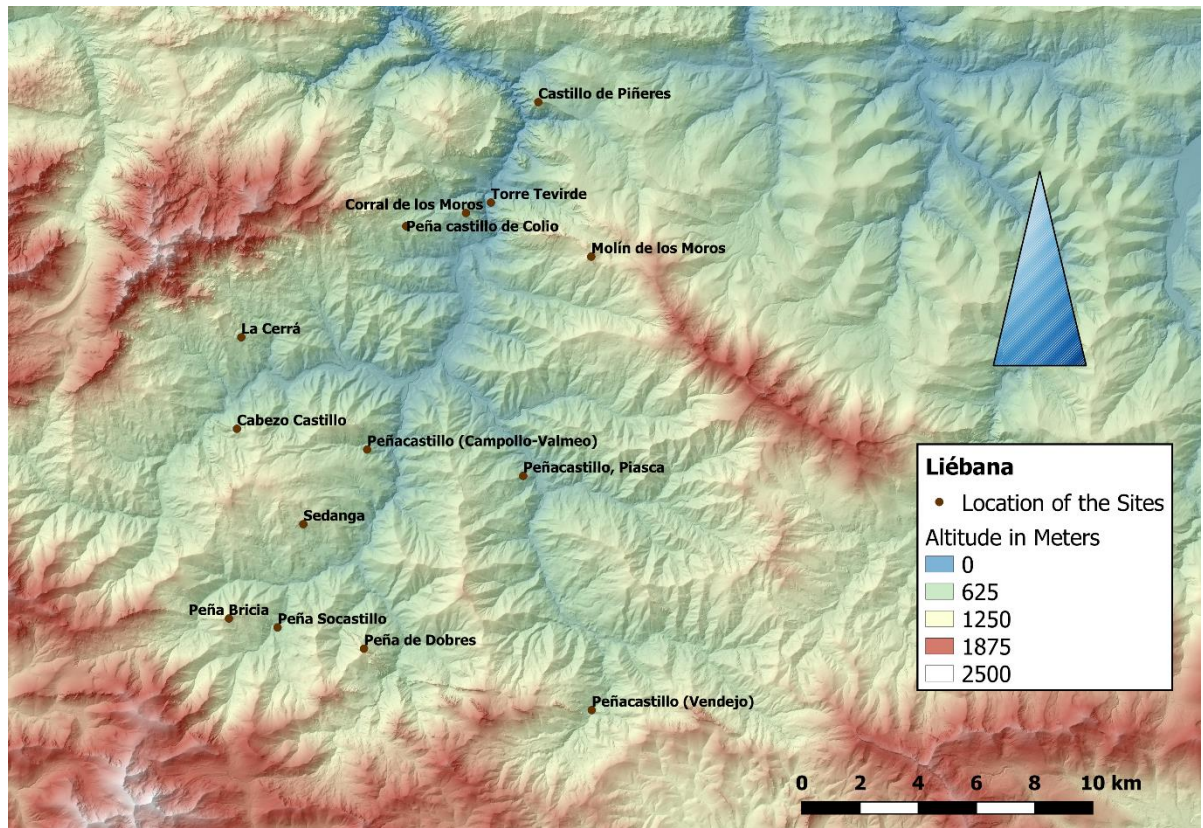 Castillo de Piñeres
Torre Tevirde
Corral de los Moros
Peña castillo de Colio
Molín de los Moros
La Cerrá
Cabezo Castillo
Peñacastillo (Campollo-Valmeo)
Peñacastillo, Piasca
Sedanga
Peña Bricia
Peña Socastillo
Peña de Dobres
Peñacastillo (Vendejo)
Liébana
Location of the Sites
Altitude in Meters
0
625
1250
1875
2500
0 2 4 6 8 10 km